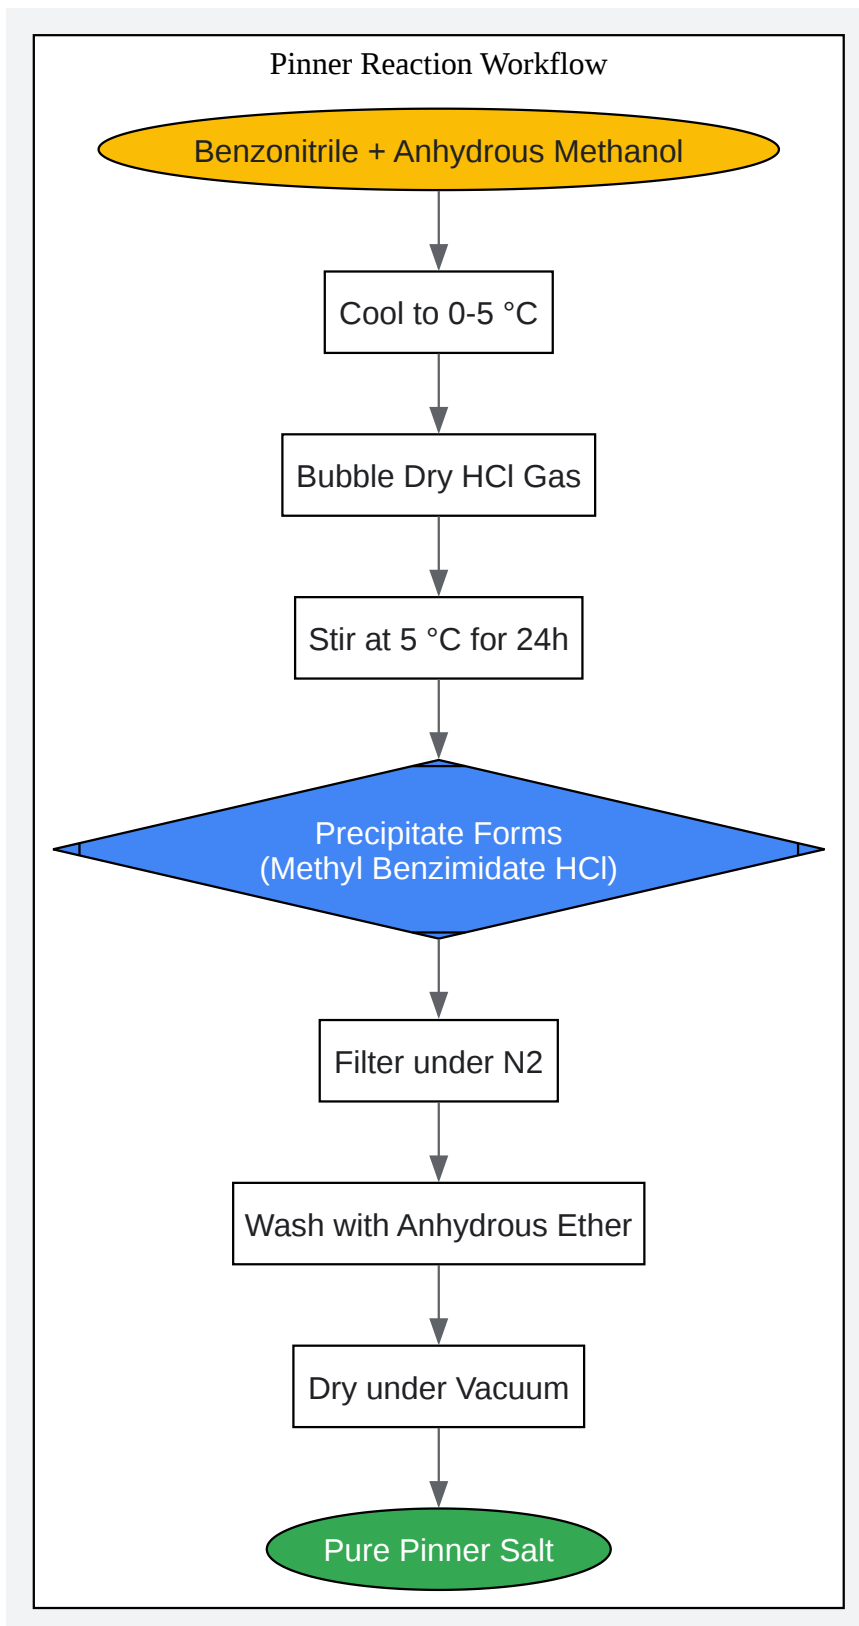 Pinner Reaction Workflow
Benzonitrile + Anhydrous Methanol
Cool to 0-5 °C
Bubble Dry HCl Gas
Stir at 5 °C for 24h
Precipitate Forms
(Methyl Benzimidate HCl)
Filter under N2
Wash with Anhydrous Ether
Dry under Vacuum
Pure Pinner Salt